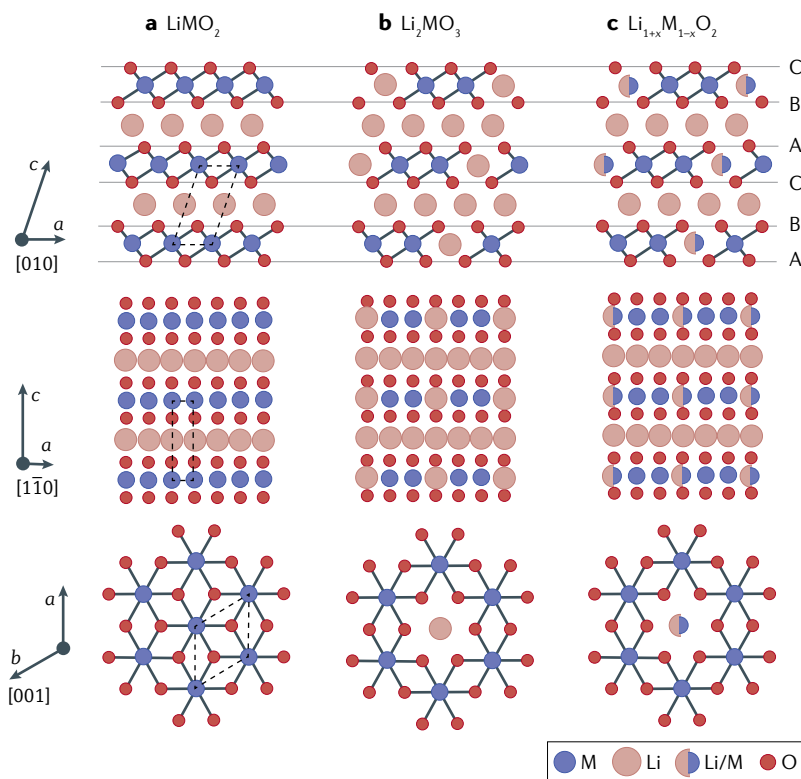 a LiMO₂
b Li₂MO₃
c Li₁₊ₓM₁₋ₓO₂
C
B
A
C
B
A
c
a
[010]
c
a
[11̅0]
a
b
[001]
M Li Li/M O